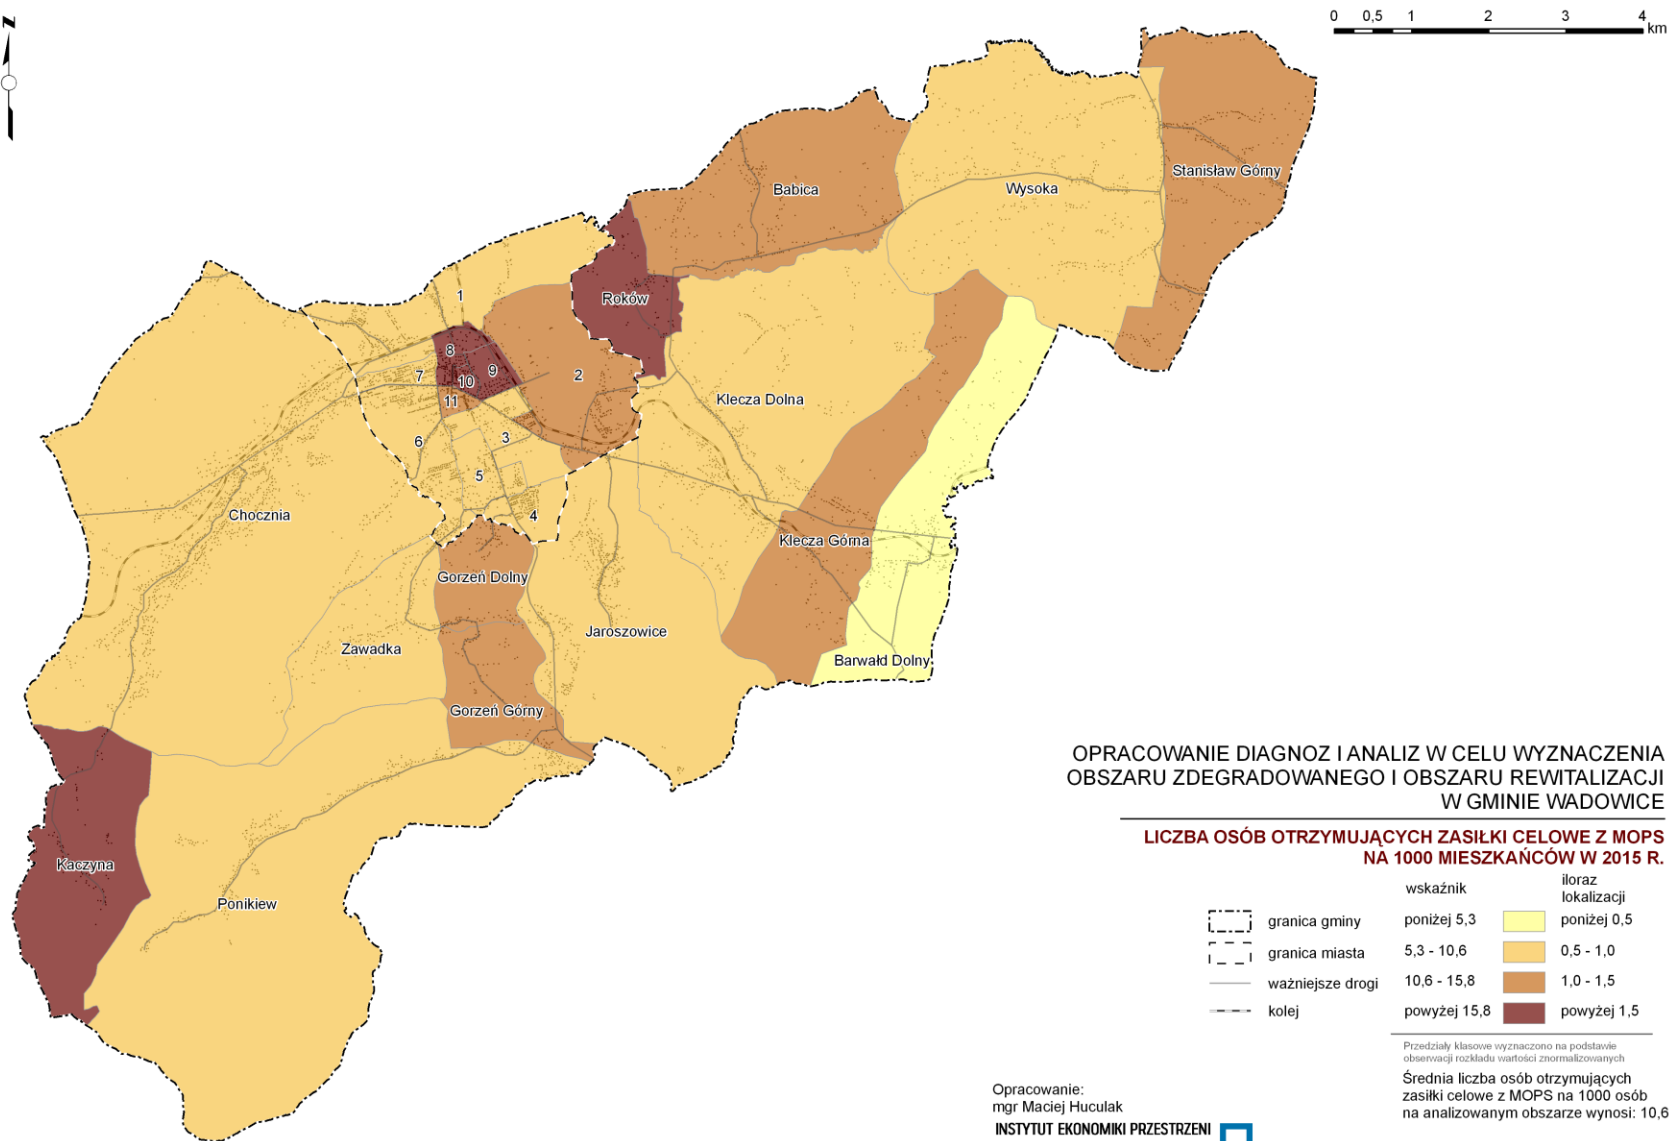 N
0 0,5 1 2 3 4 km
Stanisław Górny
Babica
Wysoka
1
Roków
8
7
10
9
2
11
Klecza Dolna
6
3
5
4
Chocznia
Klecza Górna
Gorzeń Dolny
Jaroszowice
Zawadka
Barwałd Dolny
Gorzeń Górny
Kaczyna
Ponikiew
OPRACOWANIE DIAGNOZ I ANALIZ W CELU WYZNACZENIA
OBSZARU ZDEGRADOWANEGO I OBSZARU REWITALIZACJI
W GMINIE WADOWICE
LICZBA OSÓB OTRZYMUJĄCYCH ZASIŁKI CELOWE Z MOPS
NA 1000 MIESZKAŃCÓW W 2015 R.
wskaźnik
iloraz
lokalizacji
granica gminy
poniżej 5,3
poniżej 0,5
granica miasta
5,3 - 10,6
0,5 - 1,0
ważniejsze drogi
10,6 - 15,8
1,0 - 1,5
kolej
powyżej 15,8
powyżej 1,5
Przedziały klasowe wyznaczono na podstawie
obserwacji rozkładu wartości znormalizowanych
Średnia liczba osób otrzymujących
zasiłki celowe z MOPS na 1000 osób
na analizowanym obszarze wynosi: 10,6
Opracowanie:
mgr Maciej Huculak
INSTYTUT EKONOMIKI PRZESTRZENI